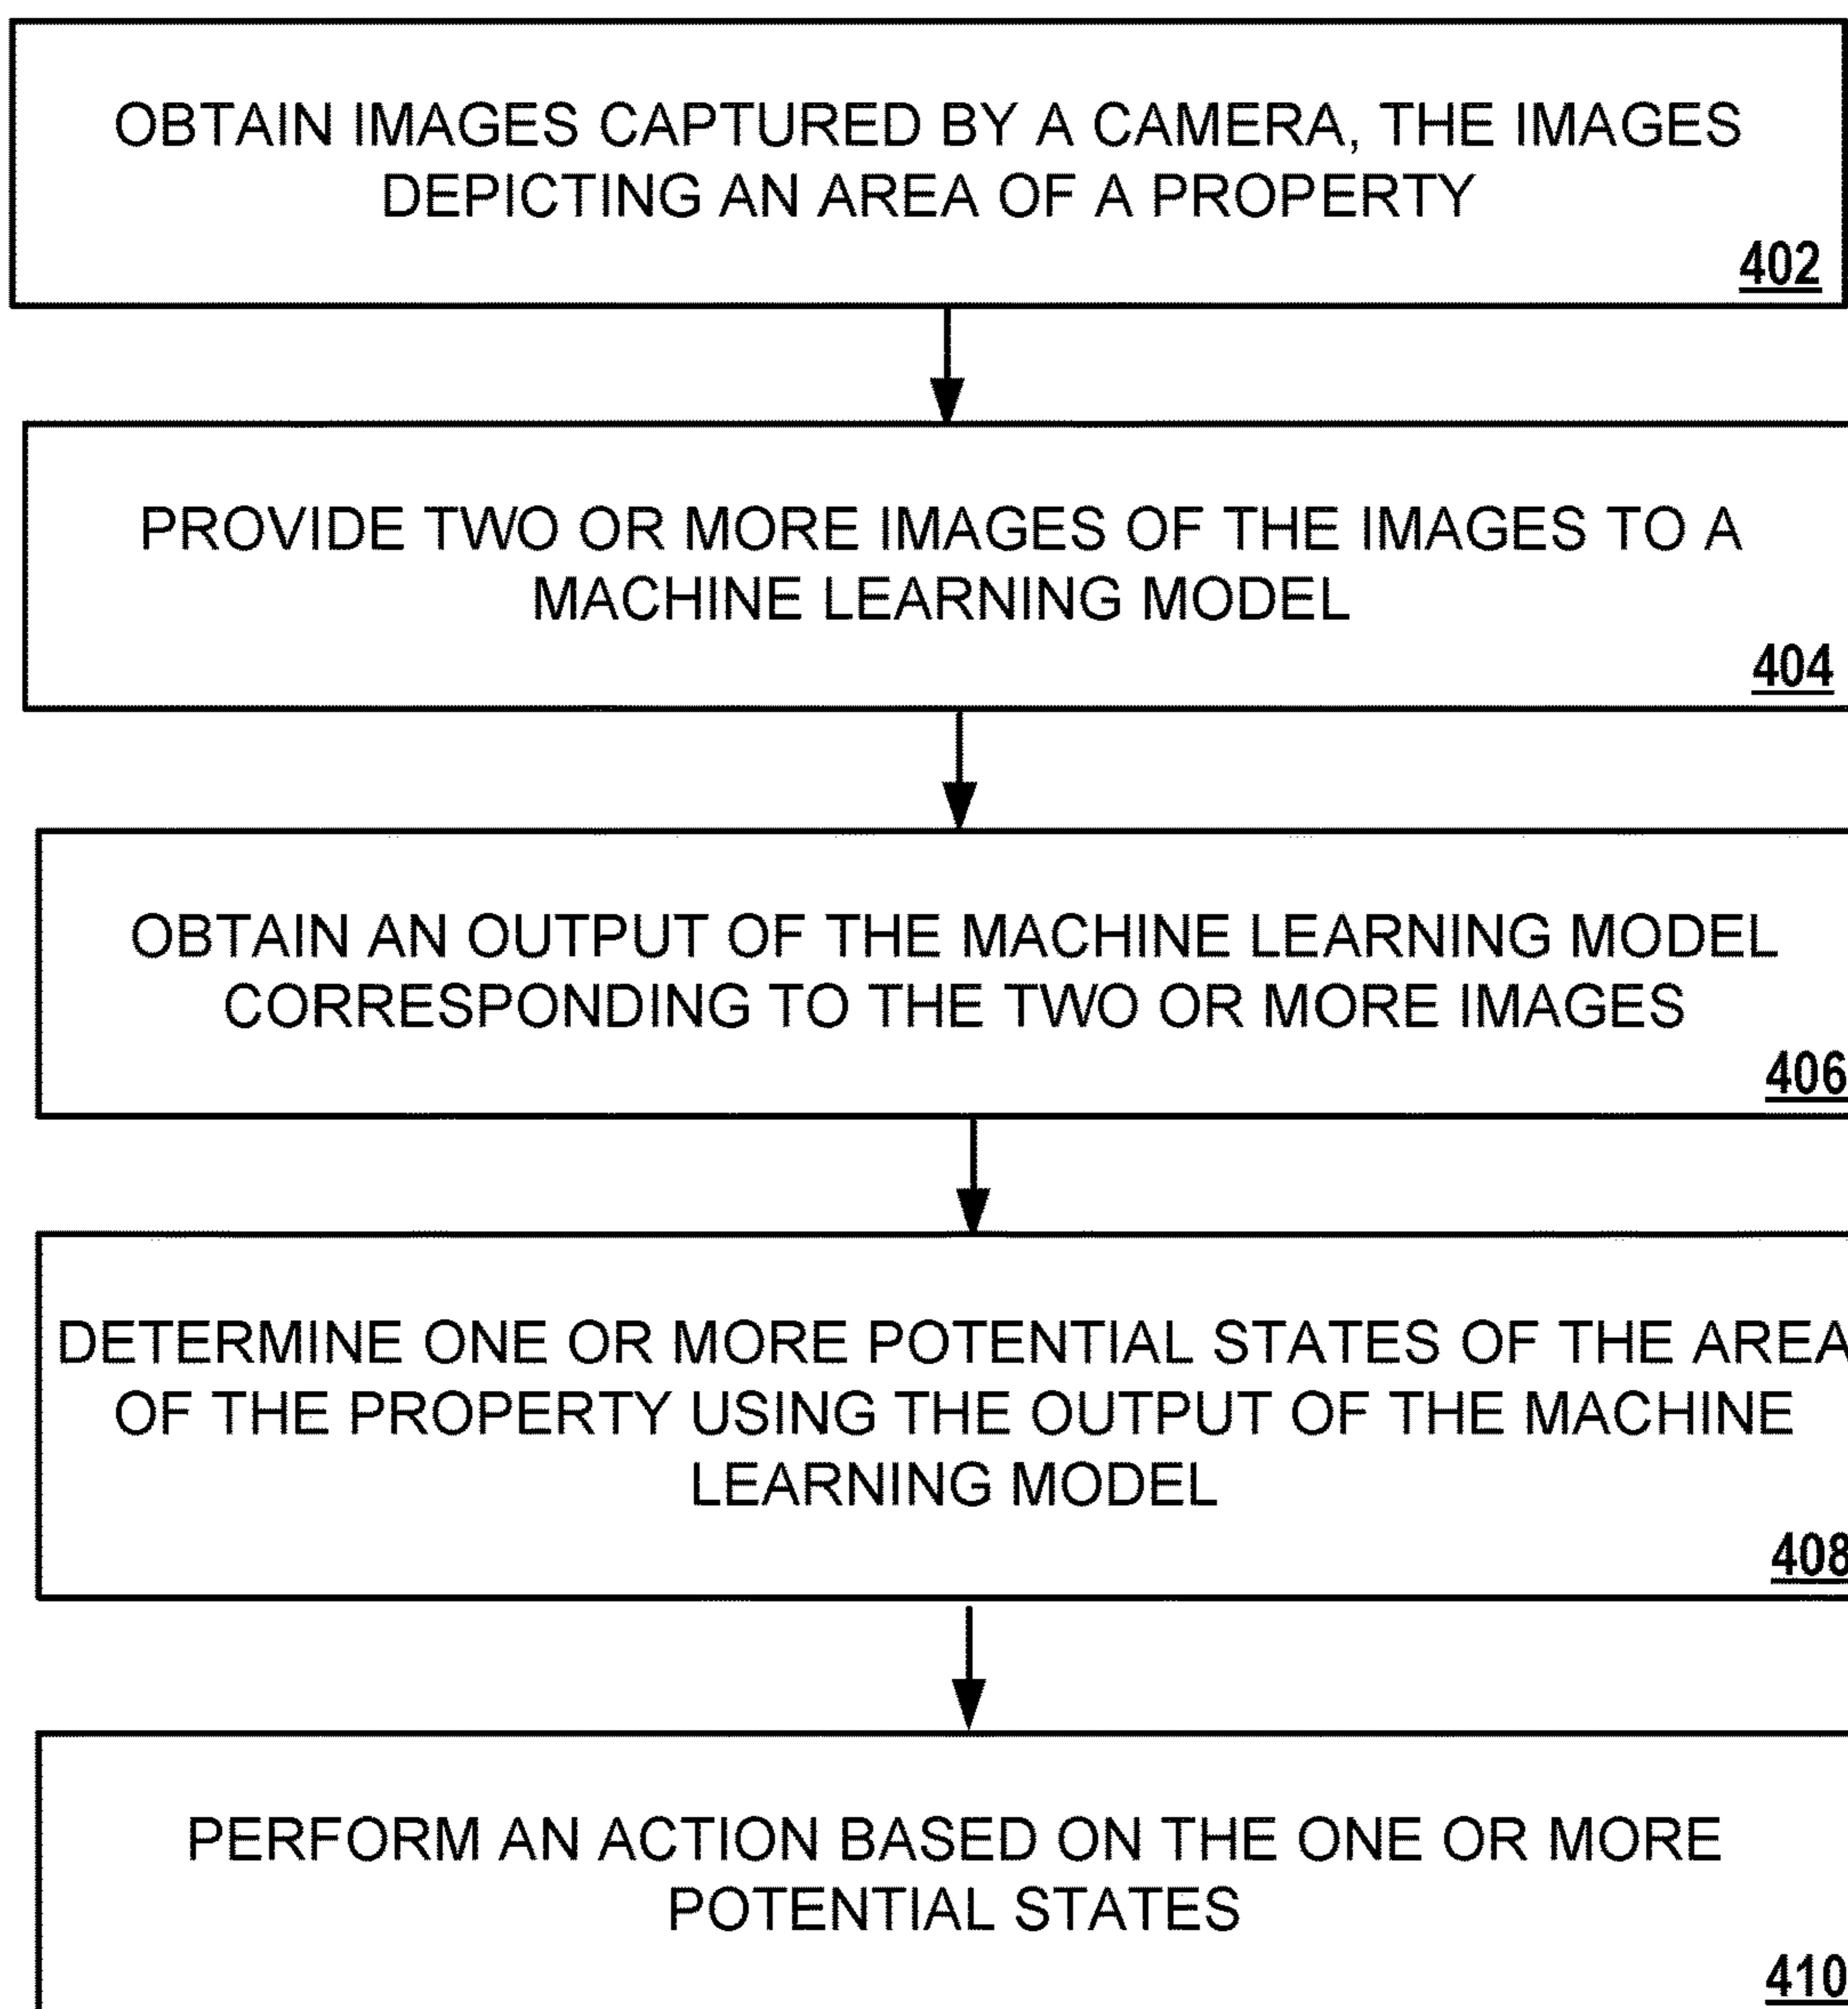 OBTAIN IMAGES CAPTURED BY A CAMERA, THE IMAGES
DEPICTING AN AREA OF A PROPERTY
402
PROVIDE TWO OR MORE IMAGES OF THE IMAGES TO A
MACHINE LEARNING MODEL
404
OBTAIN AN OUTPUT OF THE MACHINE LEARNING MODEL
CORRESPONDING TO THE TWO OR MORE IMAGES
406
DETERMINE ONE OR MORE POTENTIAL STATES OF THE AREA
OF THE PROPERTY USING THE OUTPUT OF THE MACHINE
LEARNING MODEL
408
PERFORM AN ACTION BASED ON THE ONE OR MORE
POTENTIAL STATES
410